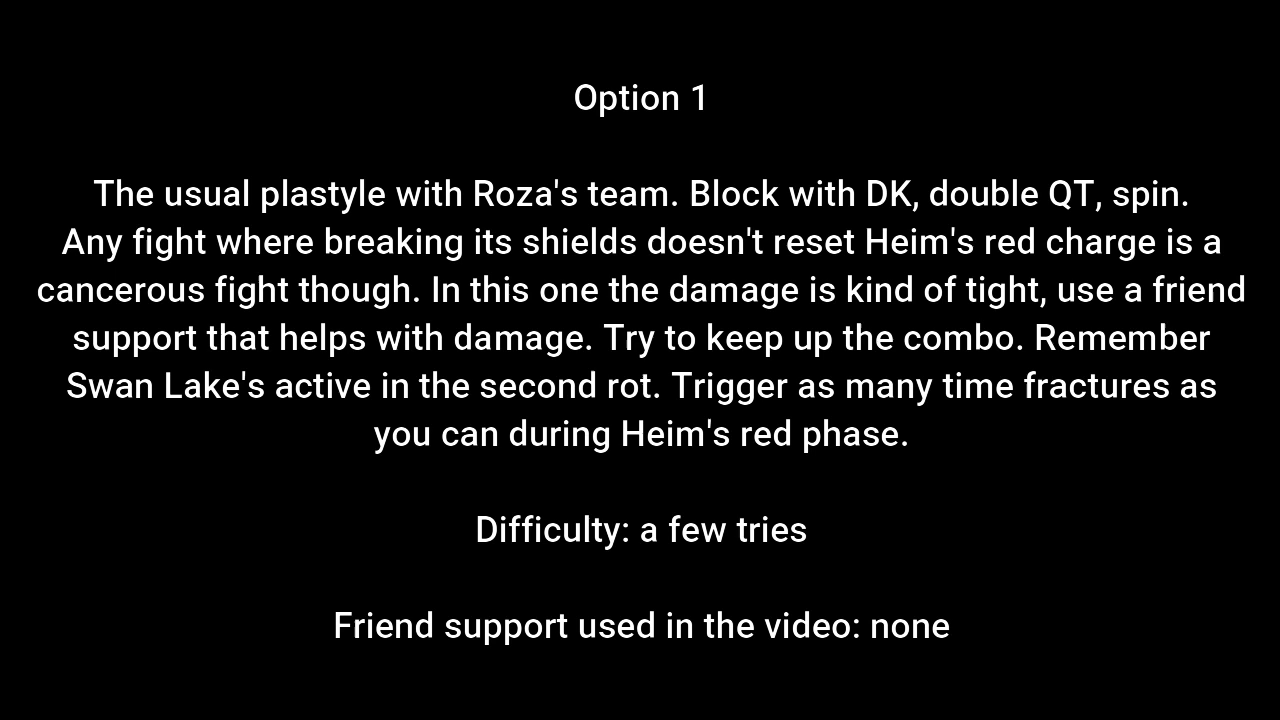 Option 1
The usual plastyle with Roza's team. Block with DK, double QT, spin.
Any fight where breaking its shields doesn't reset Heim's red charge is a
cancerous fight though. In this one the damage is kind of tight, use a friend
support that helps with damage. Try to keep up the combo. Remember
Swan Lake's active in the second rot. Trigger as many time fractures as
you can during Heim's red phase.
Difficulty: a few tries
Friend support used in the video: none